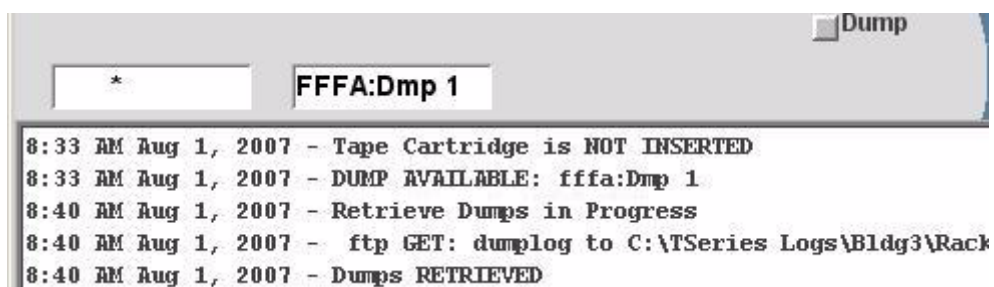 Dump
* FFFA:Dmp 1
8:33 AM Aug 1, 2007 - Tape Cartridge is NOT INSERTED
8:33 AM Aug 1, 2007 - DUMP AVAILABLE: fffa:Dmp 1
8:40 AM Aug 1, 2007 - Retrieve Dumps in Progress
8:40 AM Aug 1, 2007 - ftp GET: dumplog to C:\TSeries Logs\Bldg3\Rack
8:40 AM Aug 1, 2007 - Dumps RETRIEVED